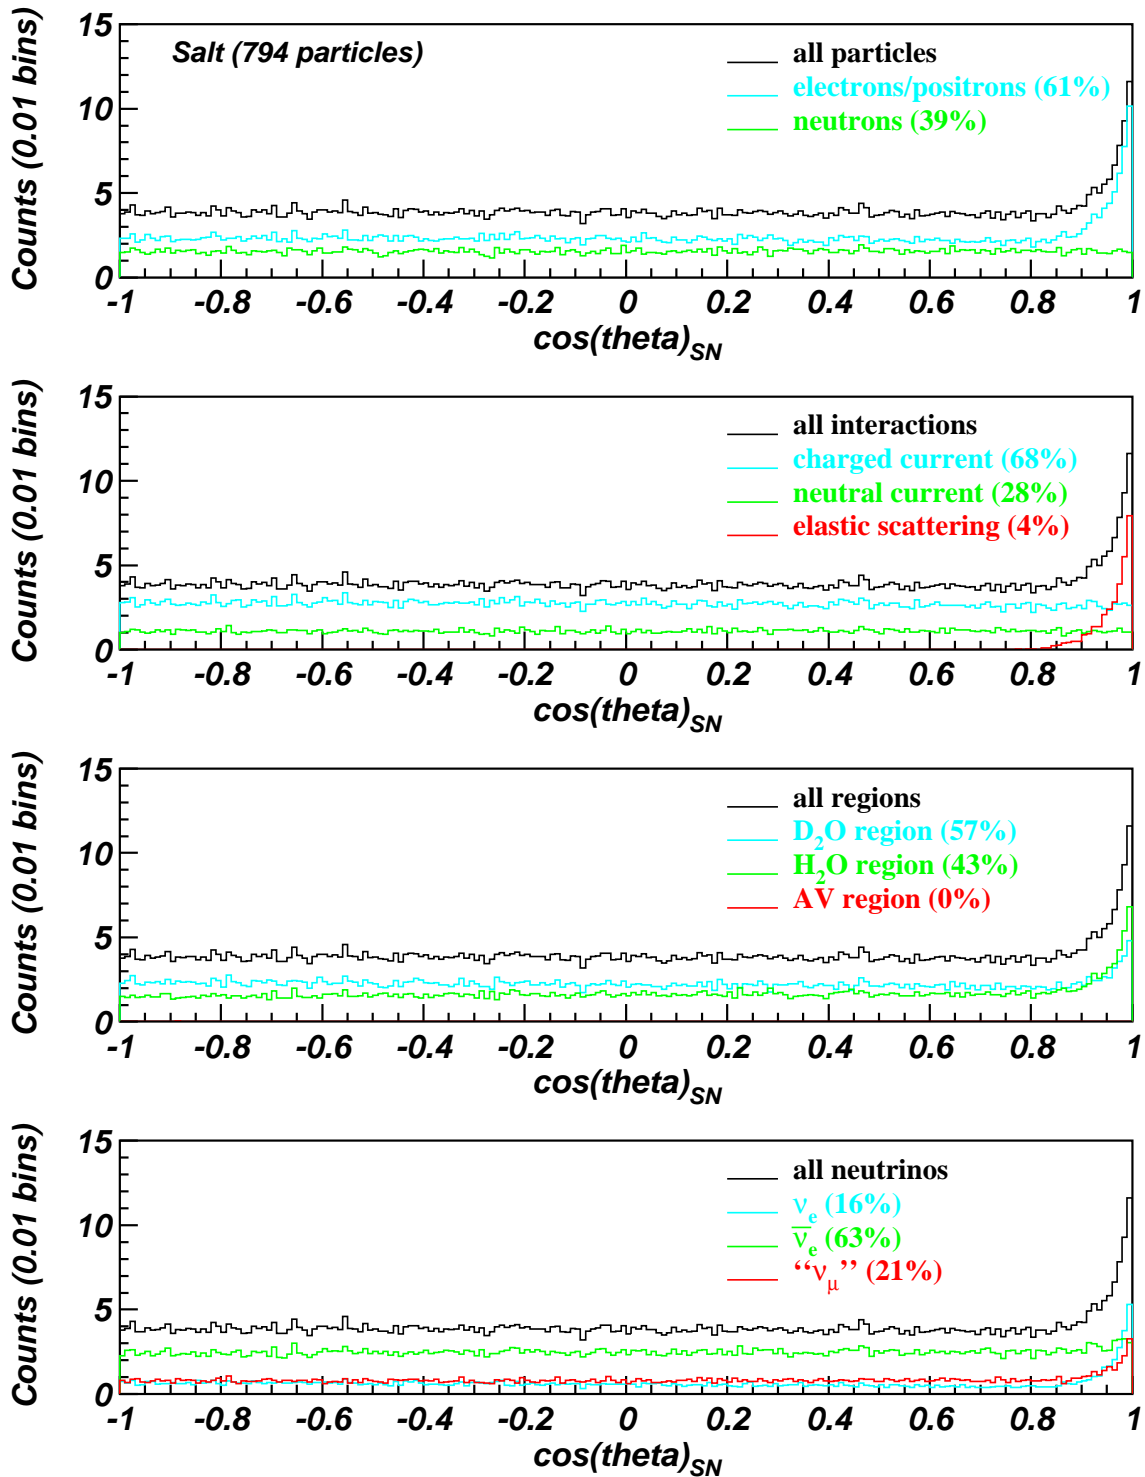 Counts (0.01 bins)
15
10
5
0
Salt (794 particles)
all particles
electrons/positrons (61%)
neutrons (39%)
-1 -0.8 -0.6 -0.4 -0.2 0 0.2 0.4 0.6 0.8 1
cos(theta)SN
Counts (0.01 bins)
15
10
5
0
all interactions
charged current (68%)
neutral current (28%)
elastic scattering (4%)
-1 -0.8 -0.6 -0.4 -0.2 0 0.2 0.4 0.6 0.8 1
cos(theta)SN
Counts (0.01 bins)
15
10
5
0
all regions
D2O region (57%)
H2O region (43%)
AV region (0%)
-1 -0.8 -0.6 -0.4 -0.2 0 0.2 0.4 0.6 0.8 1
cos(theta)SN
Counts (0.01 bins)
15
10
5
0
all neutrinos
νe (16%)
ν̅e (63%)
“νμ” (21%)
-1 -0.8 -0.6 -0.4 -0.2 0 0.2 0.4 0.6 0.8 1
cos(theta)SN